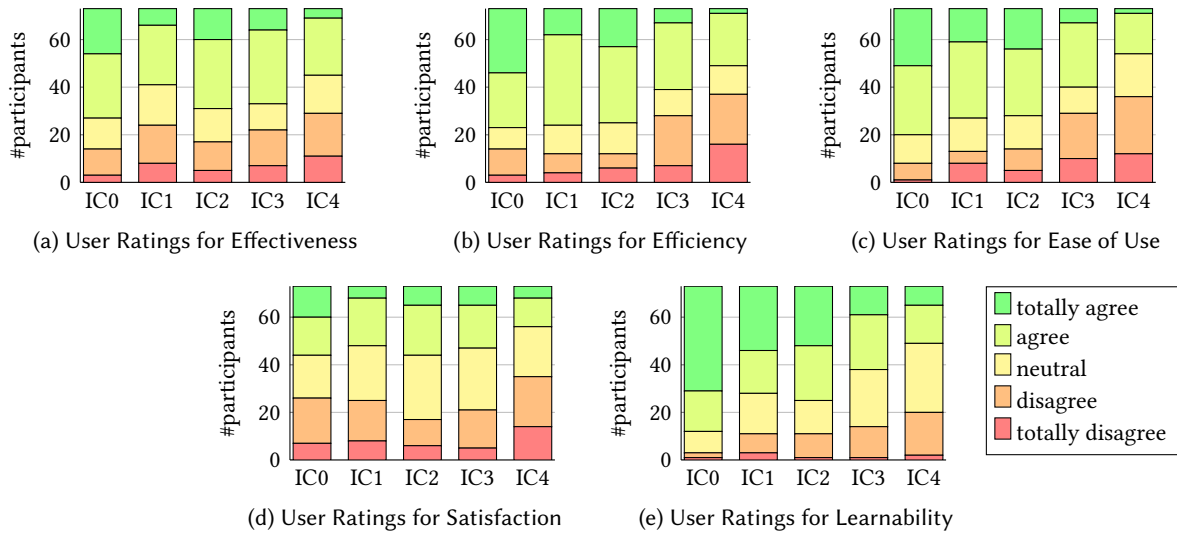 #participants
60
40
20
0
IC0 IC1 IC2 IC3 IC4
(a) User Ratings for Effectiveness
#participants
60
40
20
0
IC0 IC1 IC2 IC3 IC4
(b) User Ratings for Efficiency
#participants
60
40
20
0
IC0 IC1 IC2 IC3 IC4
(c) User Ratings for Ease of Use
#participants
60
40
20
0
IC0 IC1 IC2 IC3 IC4
(d) User Ratings for Satisfaction
#participants
60
40
20
0
IC0 IC1 IC2 IC3 IC4
(e) User Ratings for Learnability
totally agree
agree
neutral
disagree
totally disagree